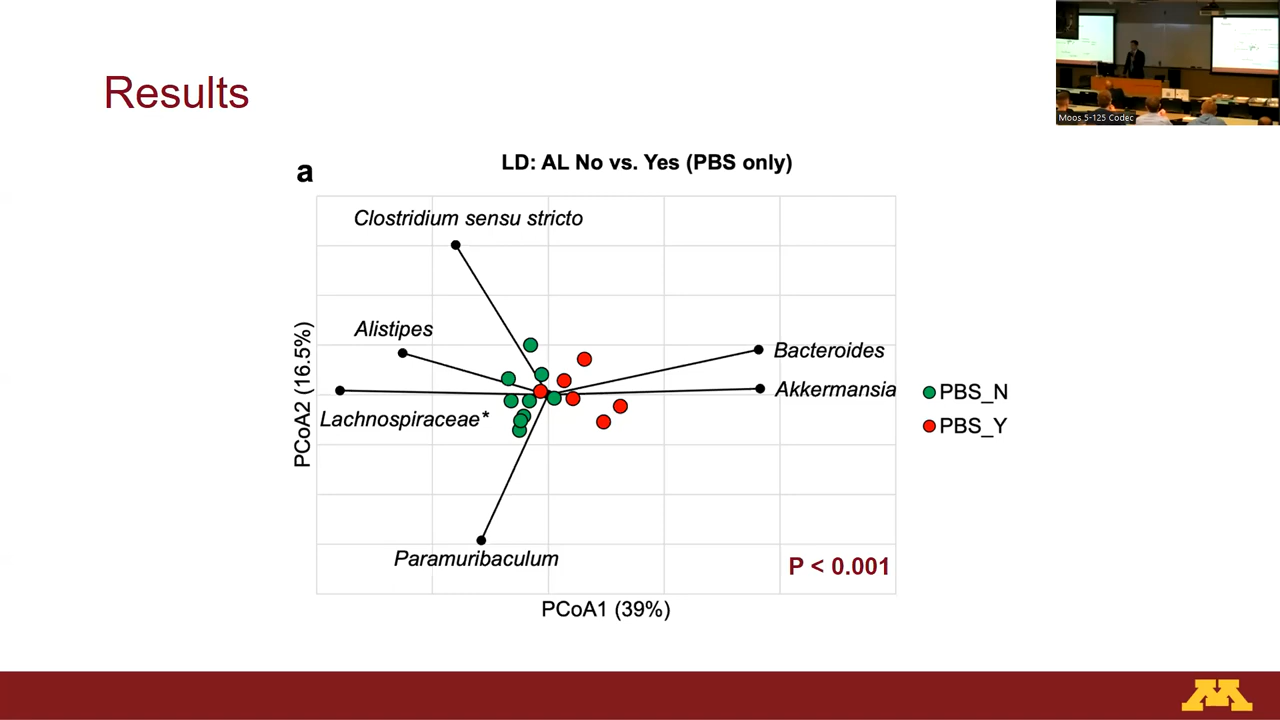 Moos 5-125 Codec
Results
a
LD: AL No vs. Yes (PBS only)
Clostridium sensu stricto
Alistipes
Bacteroides
Akkermansia
Lachnospiraceae*
Paramuribaculum
PBS_N
PBS_Y
PCoA2 (16.5%)
P < 0.001
PCoA1 (39%)
M